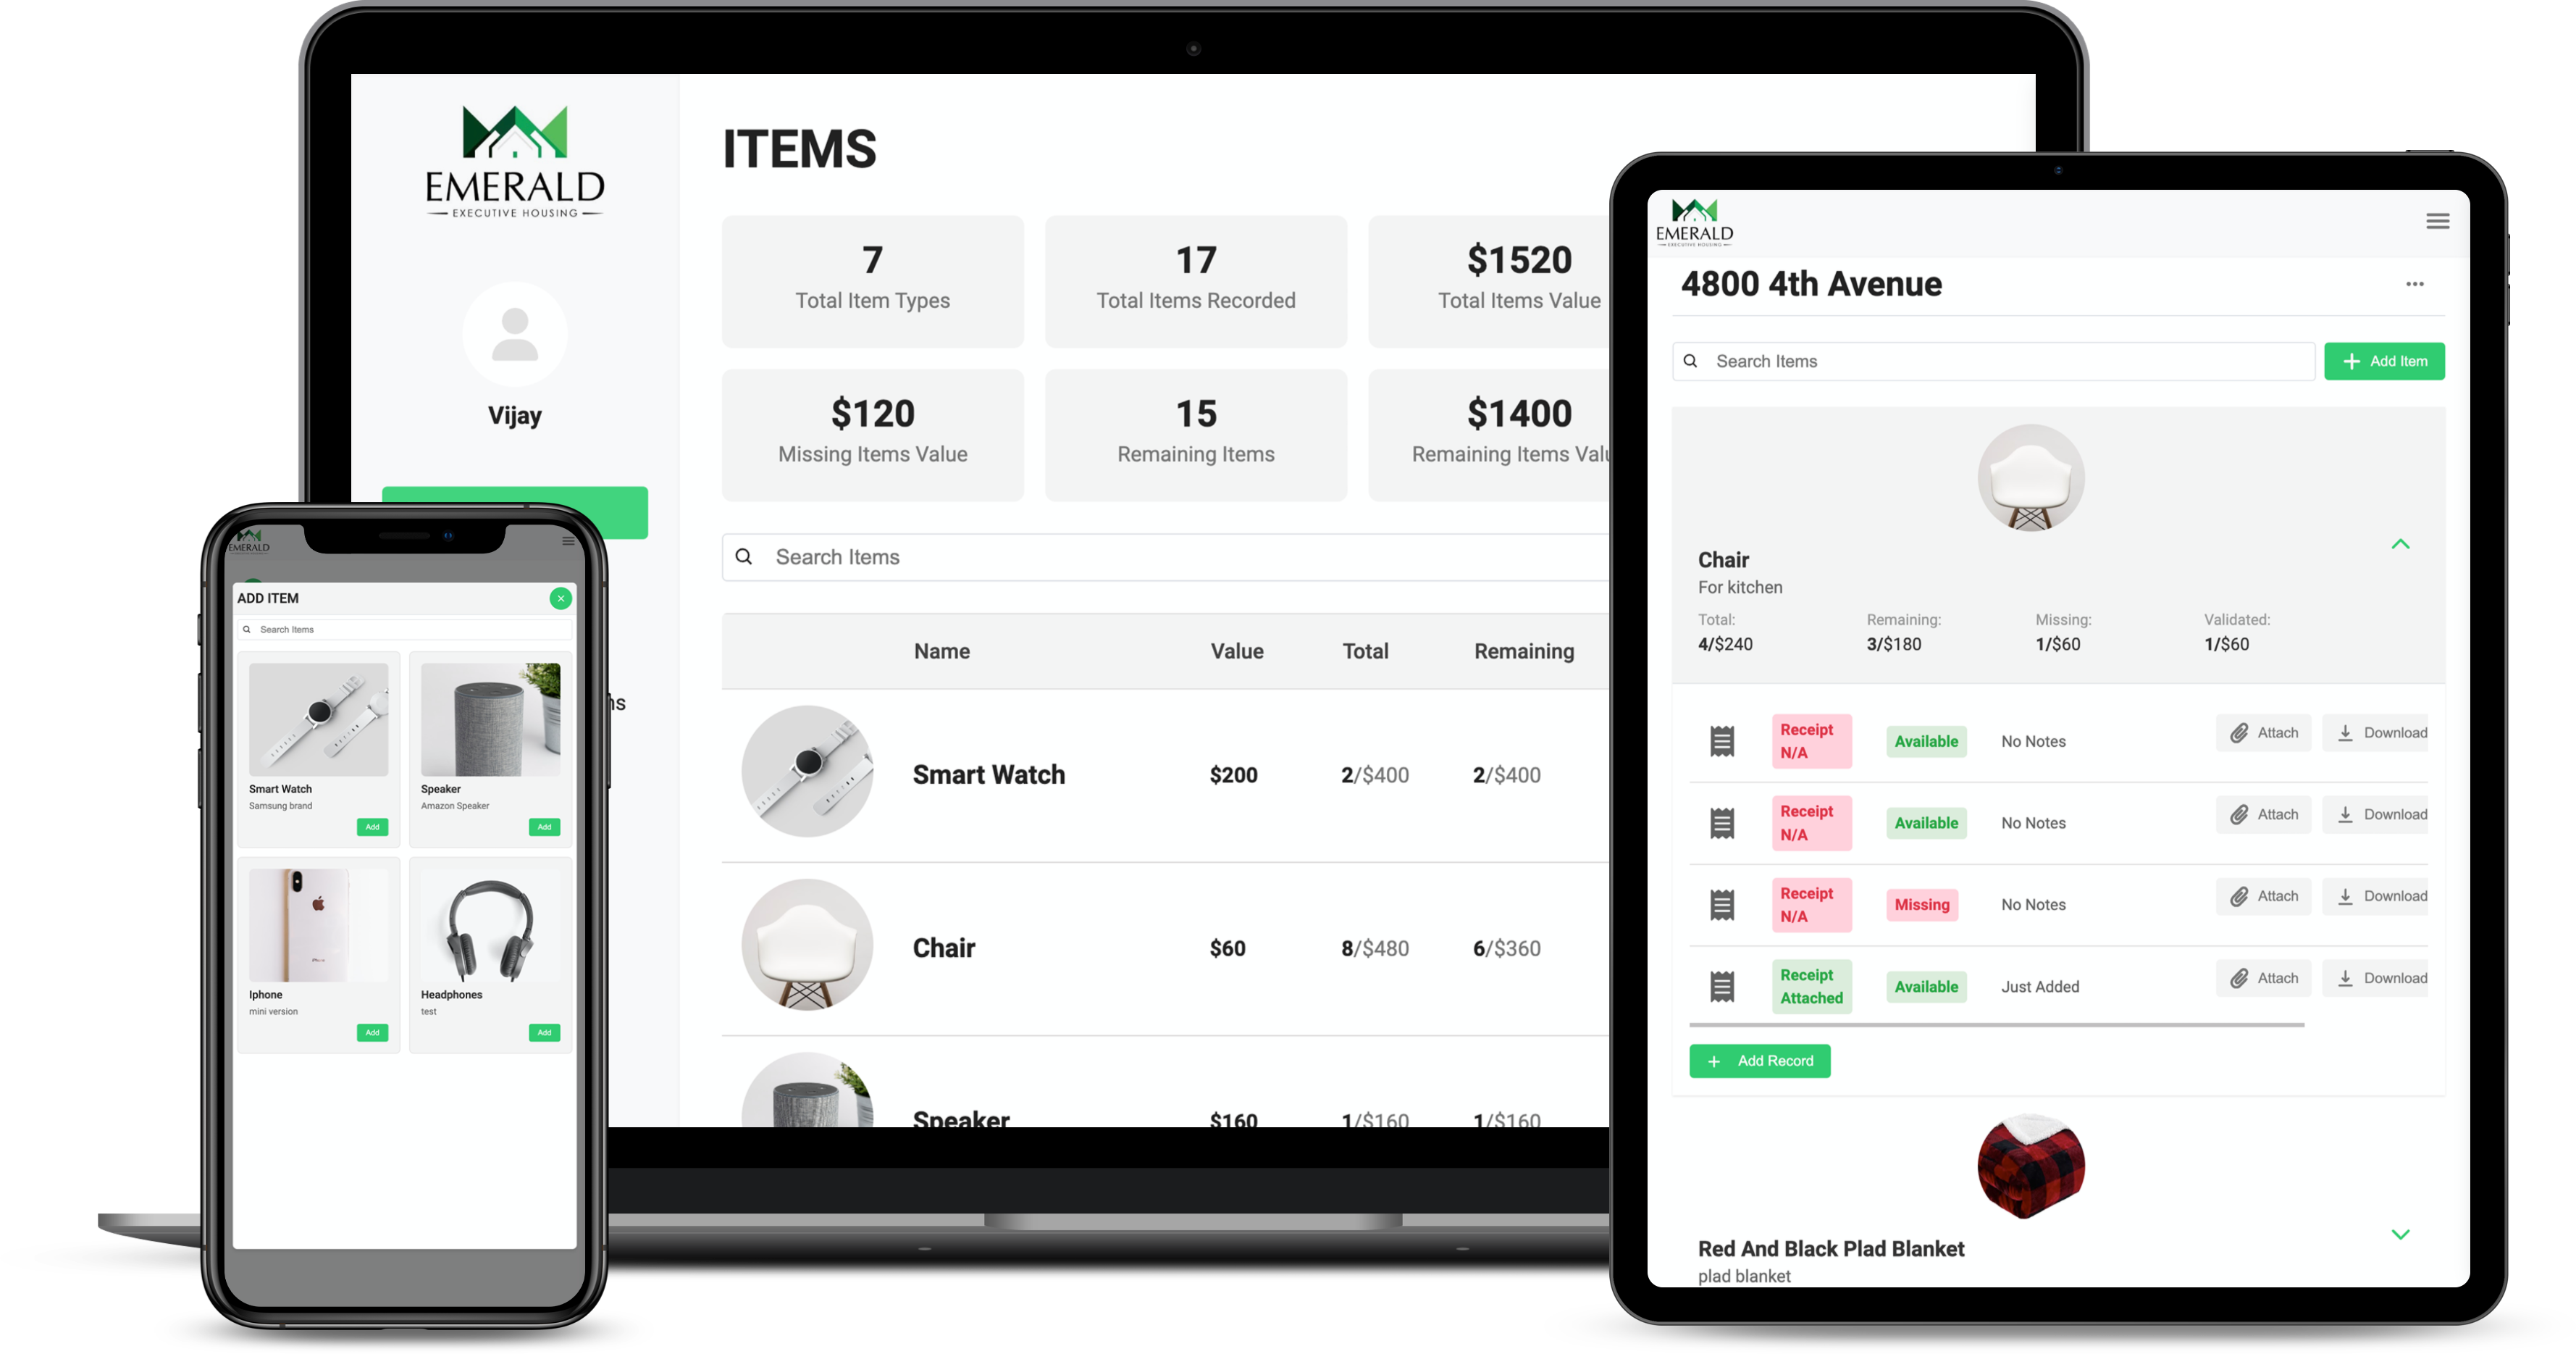 EMERALD
EXECUTIVE HOUSING
Vijay
ITEMS
7
Total Item Types
17
Total Items Recorded
$1520
Total Items Value
$120
Missing Items Value
15
Remaining Items
$1400
Remaining Items Valu
Search Items
Name Value Total Remaining
Smart Watch $200 2/$400 2/$400
Chair $60 8/$480 6/$360
Speaker $160 1/$160 1/$160
EMERALD
ADD ITEM
Search Items
Smart Watch
Samsung brand
Add
Speaker
Amazon Speaker
Add
Iphone
mini version
Add
Headphones
test
Add
EMERALD
EXECUTIVE HOUSING
4800 4th Avenue
Search Items
Add Item
Chair
For kitchen
Total: Remaining: Missing: Validated:
4/$240 3/$180 1/$60 1/$60
Receipt
N/A
Available No Notes Attach Download
Receipt
N/A
Available No Notes Attach Download
Receipt
N/A
Missing No Notes Attach Download
Receipt
Attached
Available Just Added Attach Download
Add Record
Red And Black Plad Blanket
plad blanket